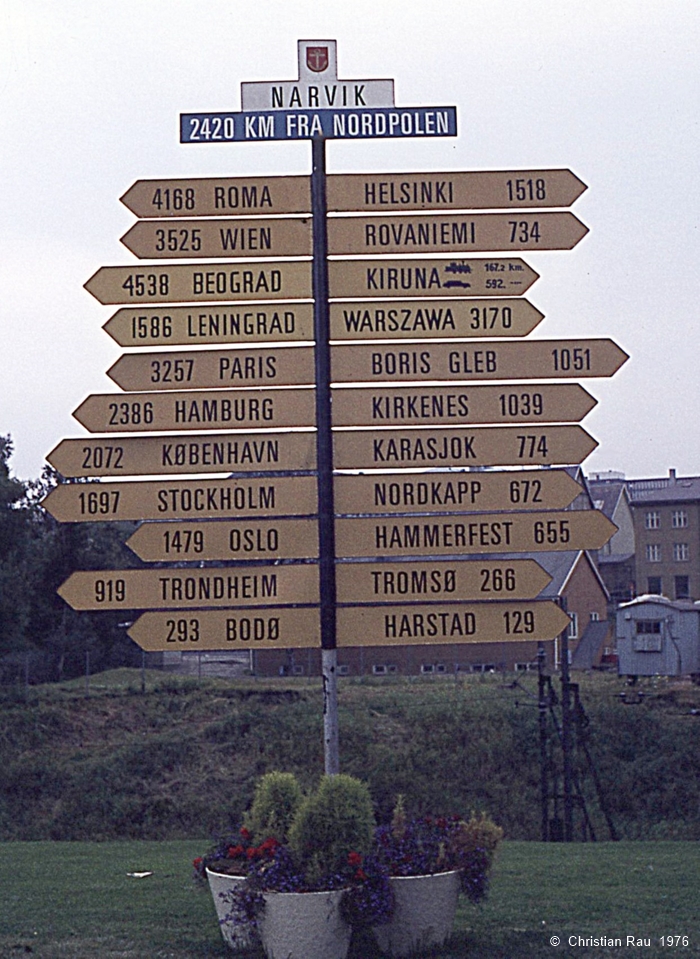 NARVIK
2420 KM FRA NORDPOLEN
4168 ROMA
HELSINKI 1518
3525 WIEN
ROVANIEMI 734
4538 BEOGRAD
KIRUNA 167.2 km.
592.
1586 LENINGRAD
WARSZAWA 3170
3257 PARIS
BORIS GLEB 1051
2386 HAMBURG
KIRKENES 1039
2072 KØBENHAVN
KARASJOK 774
1697 STOCKHOLM
NORDKAPP 672
1479 OSLO
HAMMERFEST 655
919 TRONDHEIM
TROMSØ 266
293 BODØ
HARSTAD 129
© Christian Rau 1976